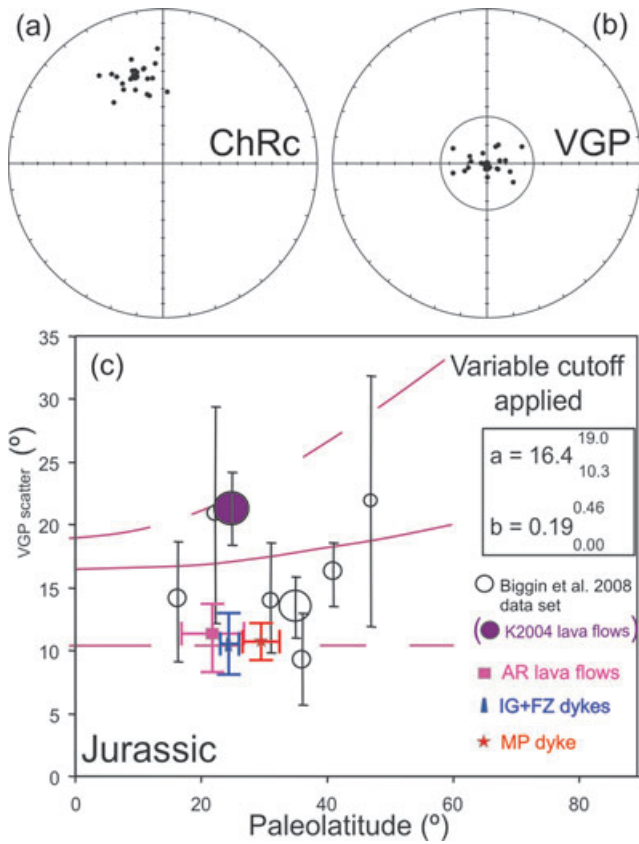 (a)
(b)
ChRc
VGP
35
30
25
20
15
10
5
0
VGP scatter
(º)
(c)
Variable cutoff
applied
a = 16.4 19.0 10.3
b = 0.19 0.46 0.00
Biggin et al. 2008
data set
( K2004 lava flows )
AR lava flows
IG+FZ dykes
MP dyke
Jurassic
0 20 40 60 80
Paleolatitude (º)